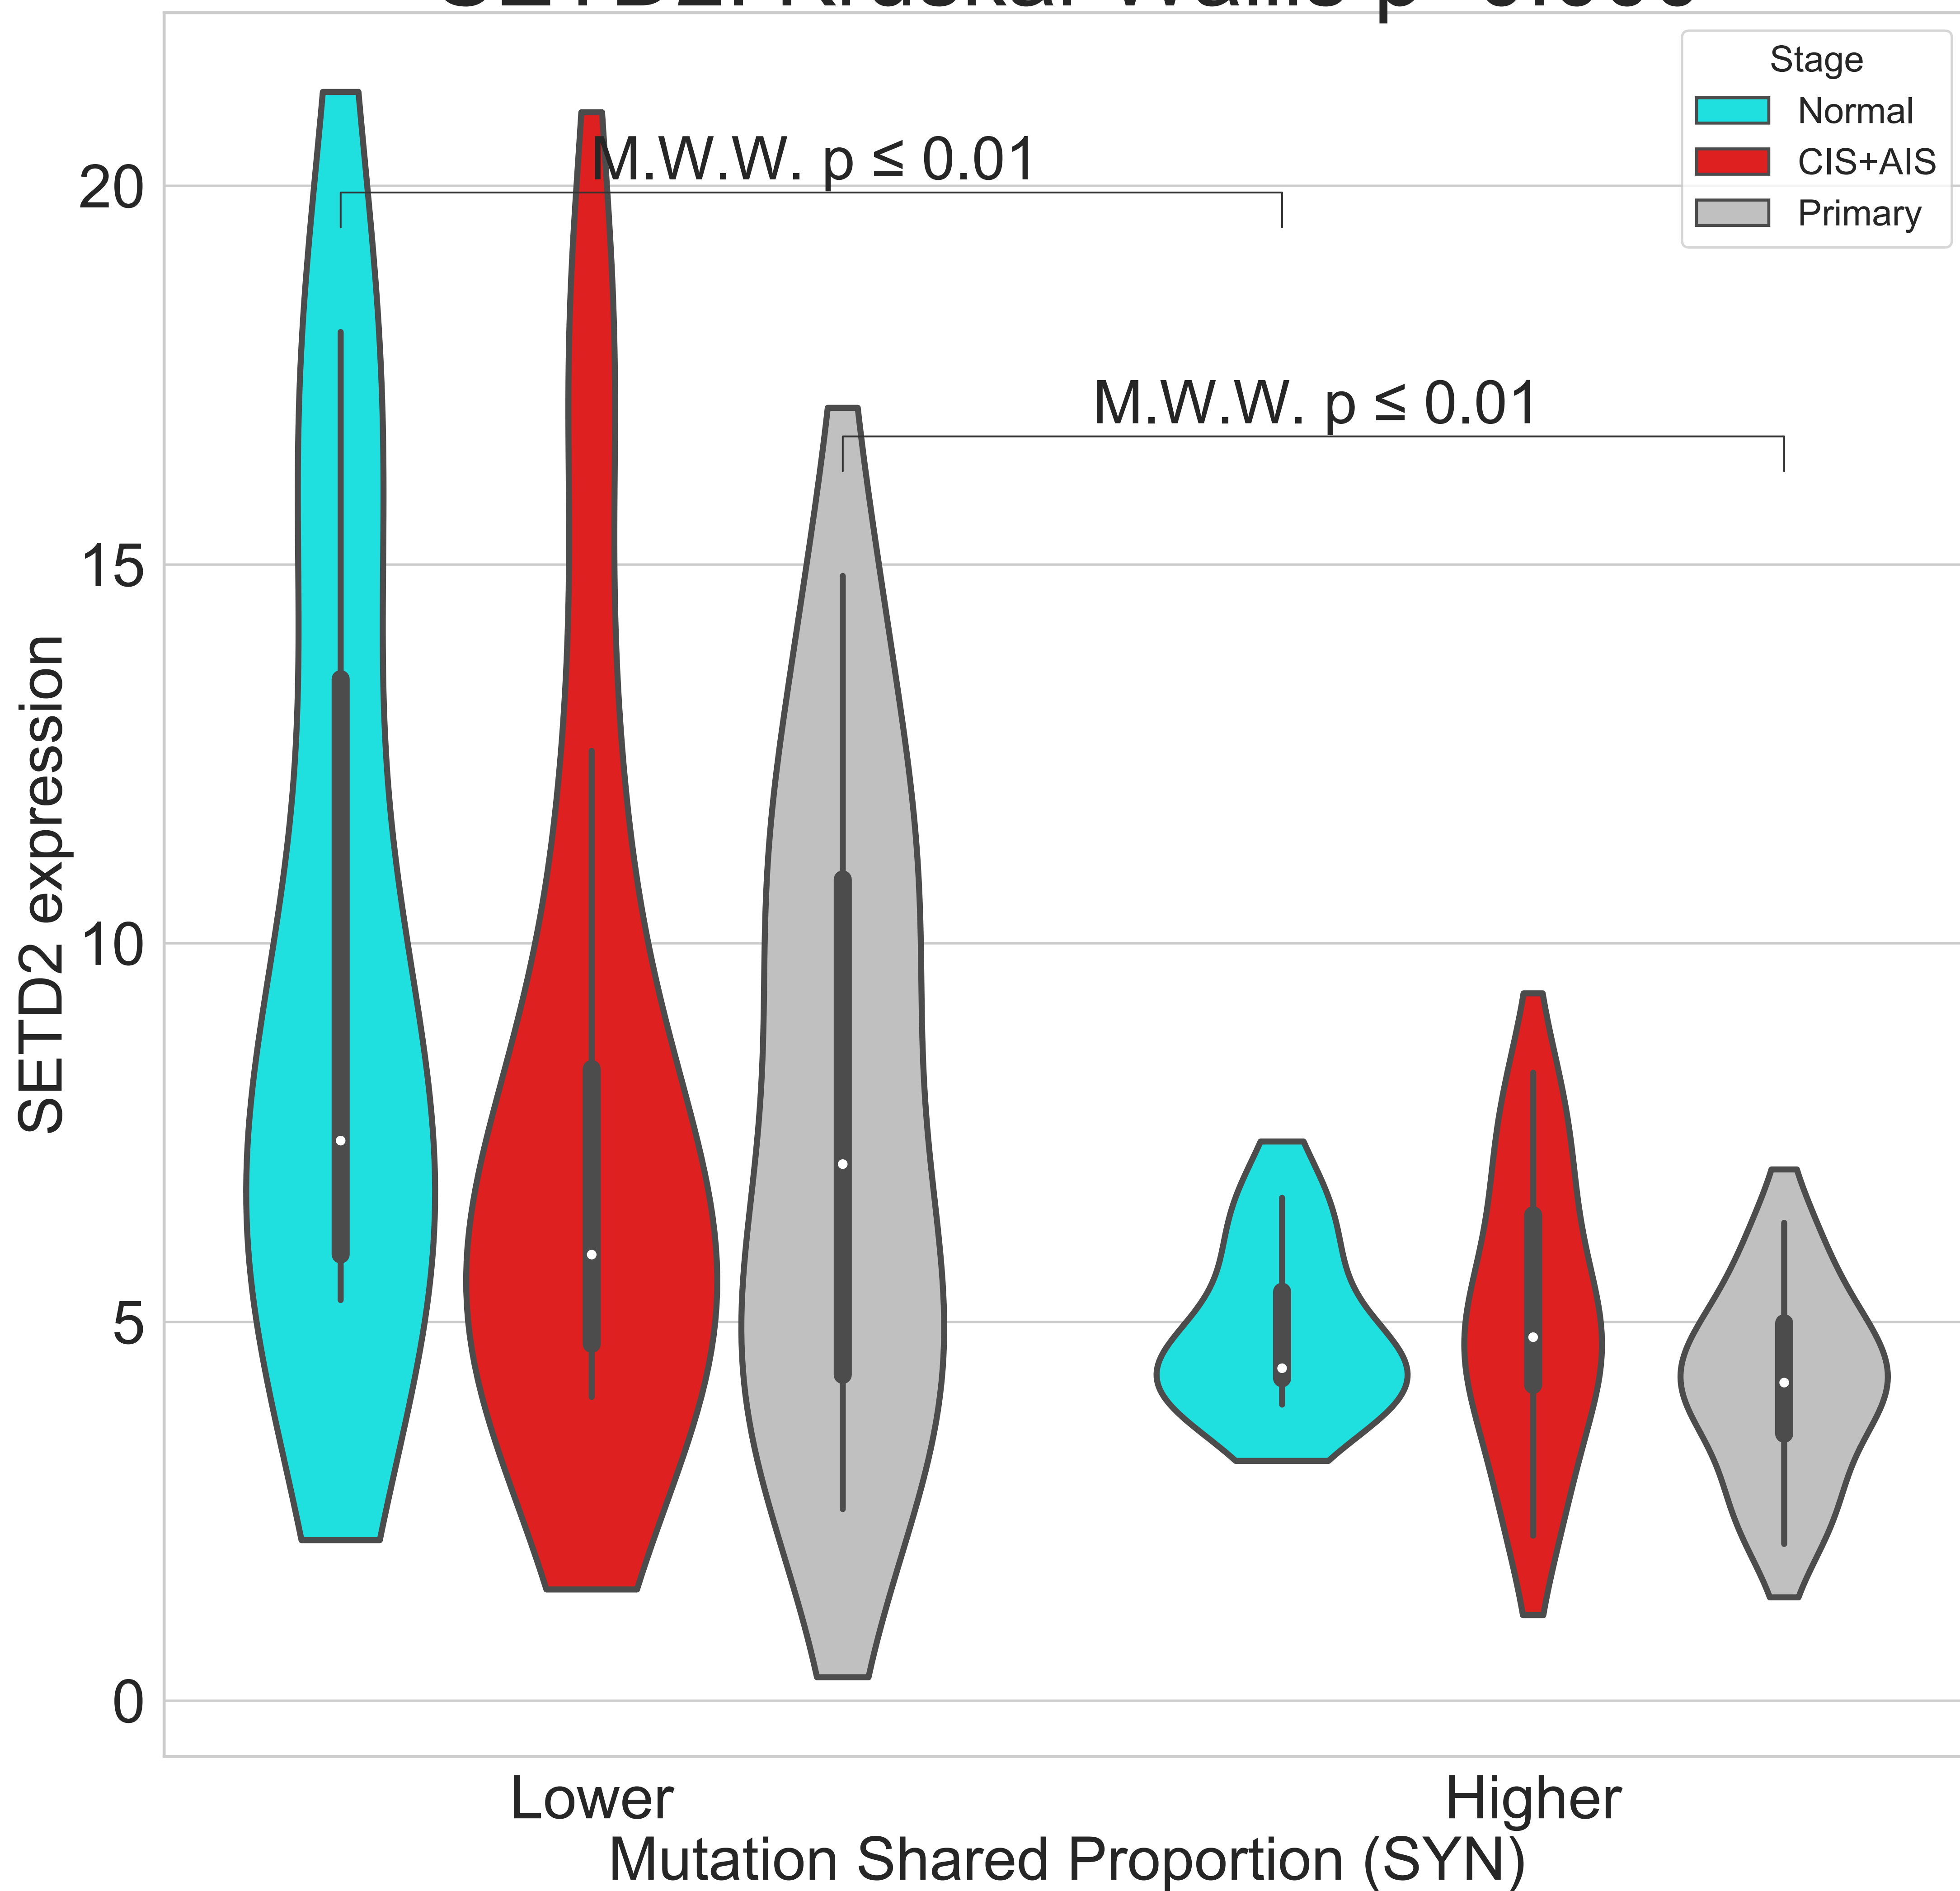 Stage
Normal
CIS+AIS
Primary
M.W.W. p ≤ 0.01
M.W.W. p ≤ 0.01
20
15
10
5
0
SETD2 expression
Lower
Higher
Mutation Shared Proportion (SYN)